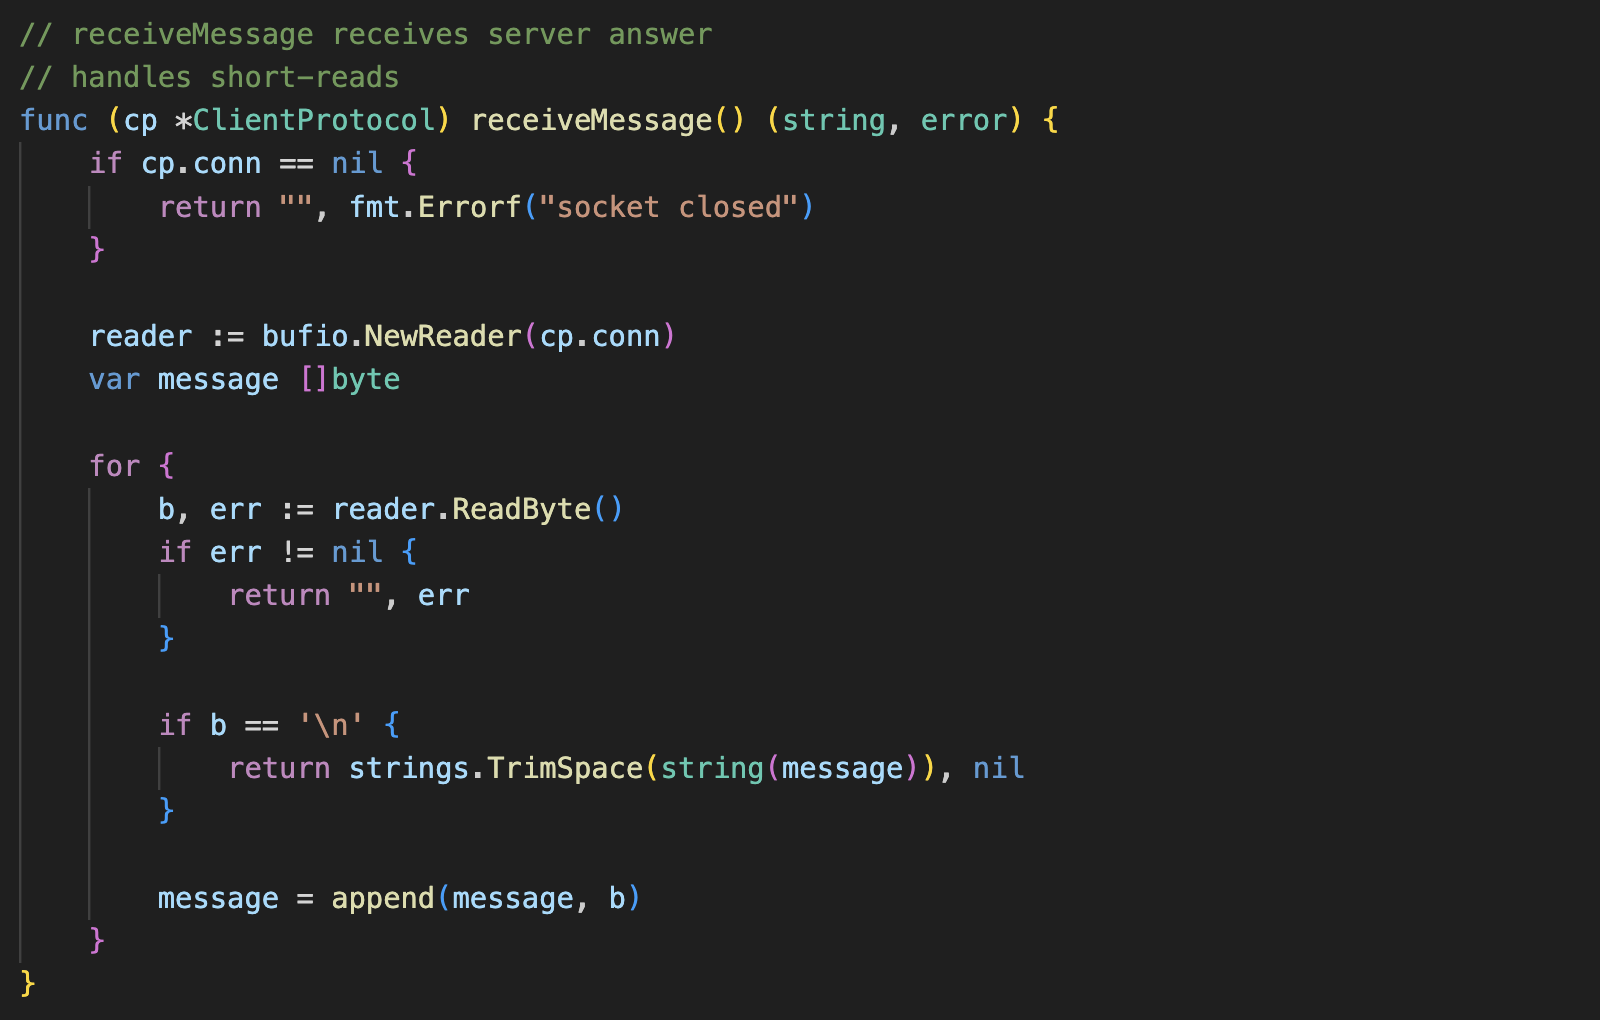 // receiveMessage receives server answer
// handles short-reads
func (cp *ClientProtocol) receiveMessage() (string, error) {
    if cp.conn == nil {
        return "", fmt.Errorf("socket closed")
    }

    reader := bufio.NewReader(cp.conn)
    var message []byte

    for {
        b, err := reader.ReadByte()
        if err != nil {
            return "", err
        }

        if b == '\n' {
            return strings.TrimSpace(string(message)), nil
        }

        message = append(message, b)
    }
}